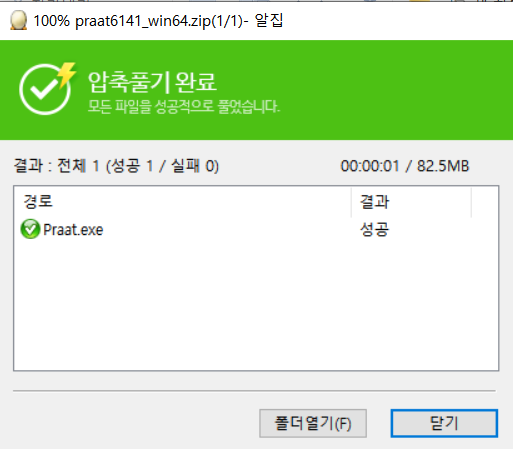 100% praat6141_win64.zip(1/1)- 알집
압축풀기 완료
모든 파일을 성공적으로 풀었습니다.
결과 : 전체 1 (성공 1 / 실패 0) 00:00:01 / 82.5MB
경로 결과
Praat.exe 성공
폴더열기(F) 닫기